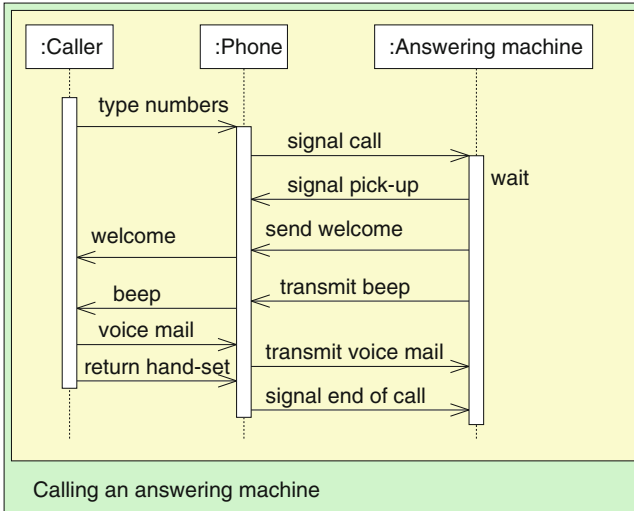 :Caller
:Phone
:Answering machine
type numbers
signal call
wait
signal pick-up
send welcome
welcome
transmit beep
beep
voice mail
transmit voice mail
return hand-set
signal end of call
Calling an answering machine